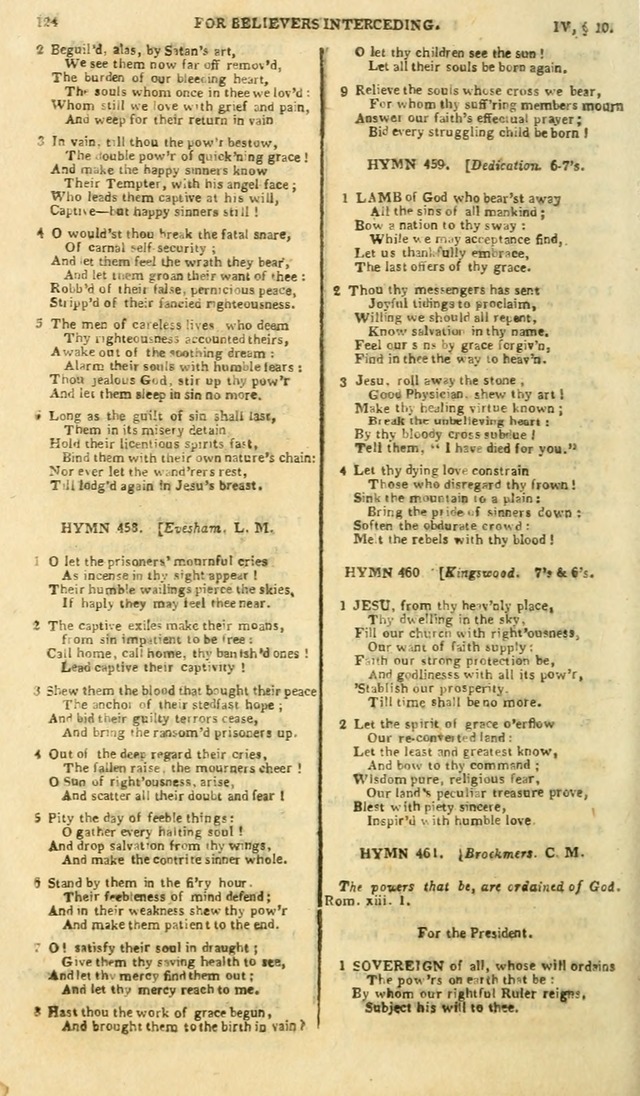 124 FOR BELIEVERS INTERCEDING. IV, § 10.
2 Beguil'd, alas, by Satan's art,
We see them now far off remov'd,
The burden of our bleeding heart,
The souls whom once in thee we lov'd:
Whom still we love with grief and pain,
And weep for their return in vain
3 In vain, till thou the pow'r bestow,
The double pow'r of quick'ning grace!
And make the happy sinners know
Their Tempter, with his angel face;
Who leads them captive at his will,
Captive—but happy sinners still!
4 O would'st thou break the fatal snare,
Of carnal self-security;
And let them feel the wrath they bear,
And let them groan their want of thee:
Robb'd of their false, pernicious peace,
Stripp'd of their fancied righteousness.
5 The men of careless lives who deem
Thy righteousness accounted theirs,
Awake out of the soothing dream:
Alarm their souls with humble fears:
Thou jealous God, stir up thy pow'r
And let them sleep in sin no more.
6 Long as the guilt of sin shall last,
Them in its misery detain
Hold their licentious spirits fast,
Bind them with their own nature's chain:
Nor ever let the wand'rers rest,
Till lodg'd again in Jesu's breast.
HYMN 458. [Evesham. L. M.
1 O let the prisoners' mournful cries
As incense in thy sight appear!
Their humble wailings pierce the skies,
If haply they may feel thee near.
2 The captive exiles make their moans,
from sin impatient to be free:
Call home, call home, thy banish'd ones!
Lead captive their captivity!
3 Shew them the blood that bought their peace
The anchor of their stedfast hope;
And bid their guilty terrors cease,
And bring the ransom'd prisoners up.
4 Out of the deep regard their cries,
The fallen raise, the mourners cheer!
O Sun of right'ousness, arise,
And scatter all their doubt and fear!
5 Pity the day of feeble things:
O gather every halting soul!
And drop salvation from thy wings,
And make the contrite sinner whole.
6 Stand by them in the fi'ry hour.
Their feebleness of mind defend;
And in their weakness shew thy pow'r
And make them patient to the end.
7 O! satisfy their soul in draught;
Give them thy saving health to see,
And let thy mercy find them out;
And let thy mercy reach to me.
8 Hast thou the work of grace begun,
And brought them to the birth in vain?
O let thy children see the sun!
Let all their souls be born again.
9 Relieve the souls whose cross we bear,
For whom thy suff'ring members mourn
Answer our faith's effectual prayer;
Bid every struggling child be born!
HYMN 459. [Dedication. 6-7's.
1 LAMB of God who bear'st away
All the sins of all mankind;
Bow a nation to thy sway:
While we may acceptance find,
Let us thankfully embrace,
The last offers of thy grace.
2 Thou thy messengers has sent
Joyful tidings to proclaim,
Willing we should all repent,
Know salvation in thy name.
Feel our sins by grace forgiv'n,
Find in thee the way to heav'n.
3 Jesu, roll away the stone,
Good Physician, shew thy art!
Make thy healing virtue known;
Break the unbelieving heart:
By thy bloody cross subdue!
Tell them, "I have died for you."
4 Let thy dying love constrain
Those who disregard thy frown!
Sink the mountain to a plain:
Bring the pride of sinners down:
Soften the obdurate crowd:
Melt the rebels with thy blood!
HYMN 460 [Kingswood. 7's & 6's.
1 JESU, from thy heav'nly place,
Thy dwelling in the sky,
Fill our church with right'ousness,
Our want of faith supply:
Faith our strong protection be,
And godlinesss with all its pow'r,
'Stablish our prosperity.
Till time shall be no more.
2 Let the spirit of grace o'erflow
Our re-converted land:
Let the least and greatest know,
And bow to thy command;
Wisdom pure, religious fear,
Our land's peculiar treasure prove,
Blest with piety sincere,
Inspir'd with humble love.
HYMN 461. [Brockmers. C. M.
The powers that be, are ordained of God.
Rom. xiii. 1.
For the President.
1 SOVEREIGN of all, whose will ordains
The pow'rs on earth that be:
By whom our rightful Ruler reigns,
Subject his will to thee.